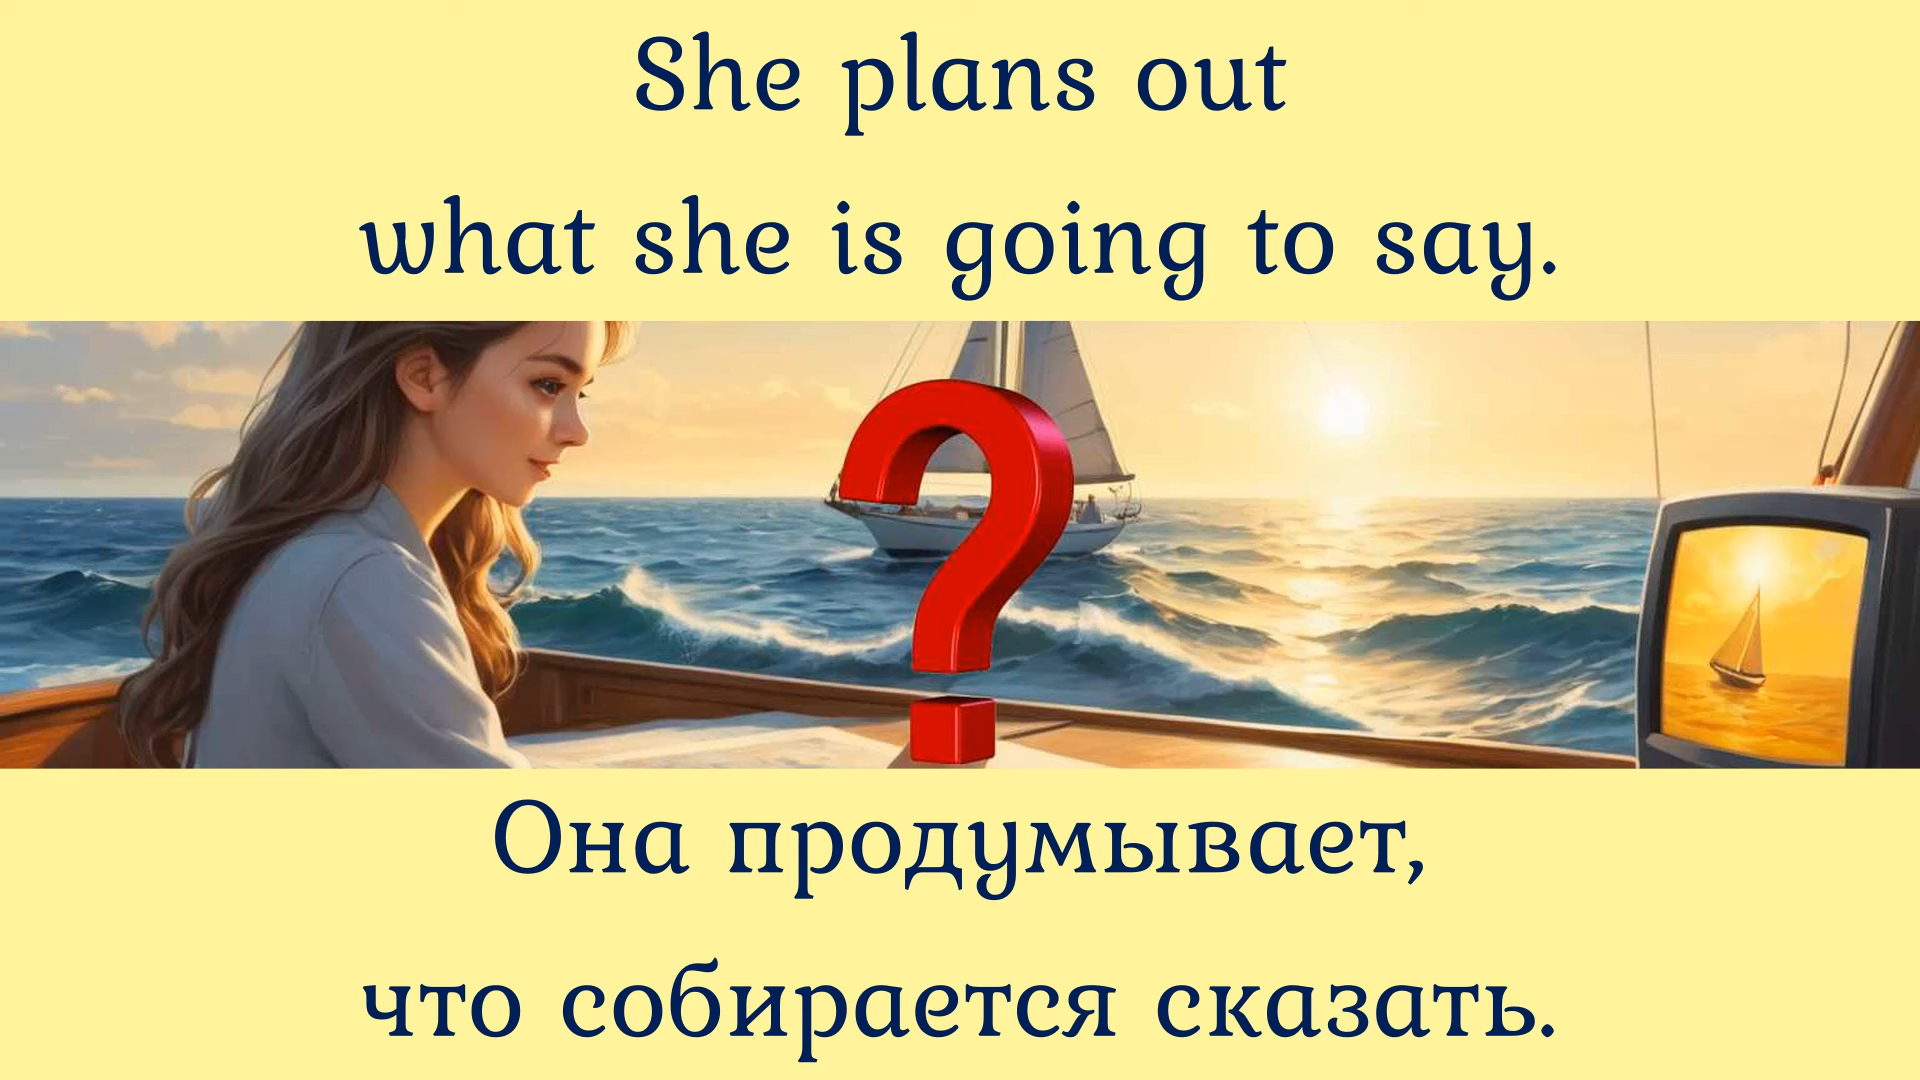 She plans out
what she is going to say.
?
Она продумывает,
что собирается сказать.